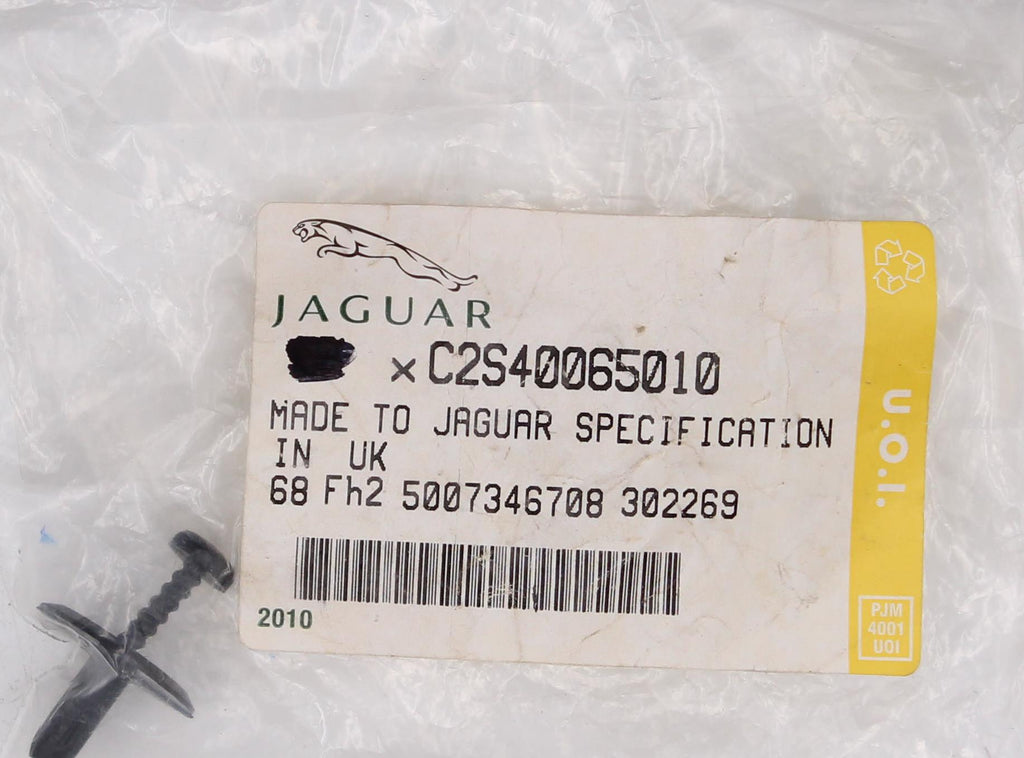 JAGUAR
x C2S40065010
MADE TO JAGUAR SPECIFICATION
IN UK
68 Fh2 5007346708 302269
2010
U.O.I.
PJM
4001
UOI